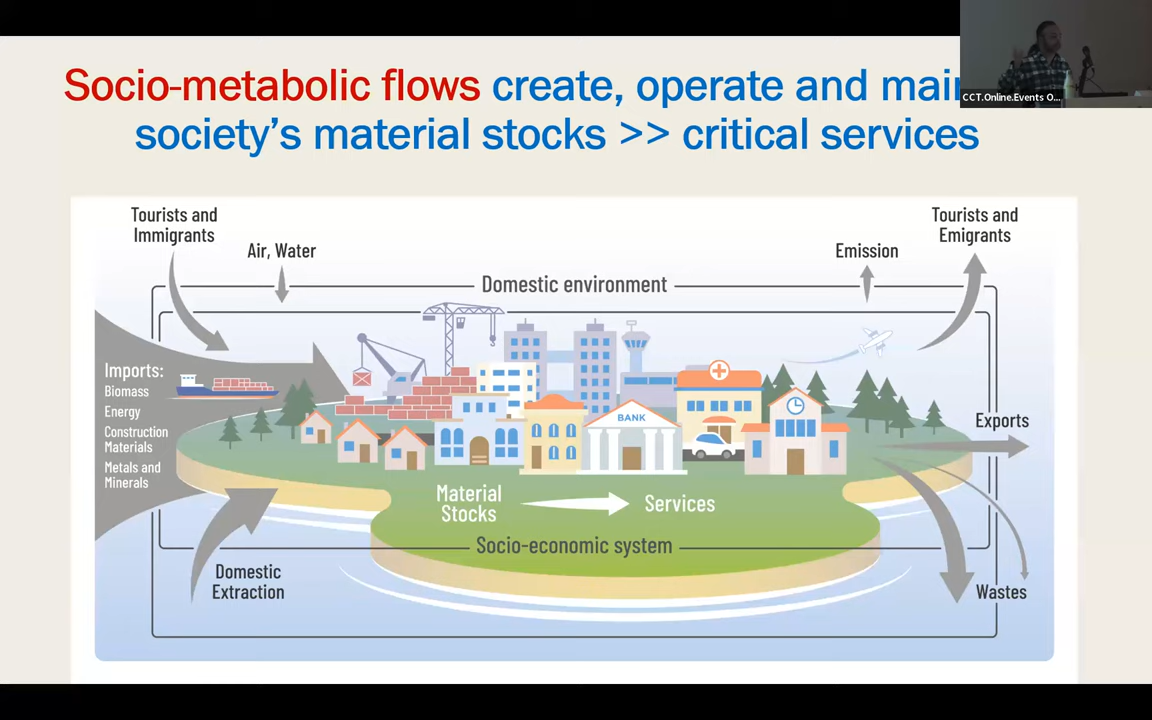 Socio-metabolic flows create, operate and main
society's material stocks >> critical services
CCT.Online.Events O...
Tourists and
Immigrants
Air, Water
Emission
Tourists and
Emigrants
Domestic environment
Imports:
Biomass
Energy
Construction
Materials
Metals and
Minerals
BANK
Exports
Material
Stocks
Services
Socio-economic system
Domestic
Extraction
Wastes